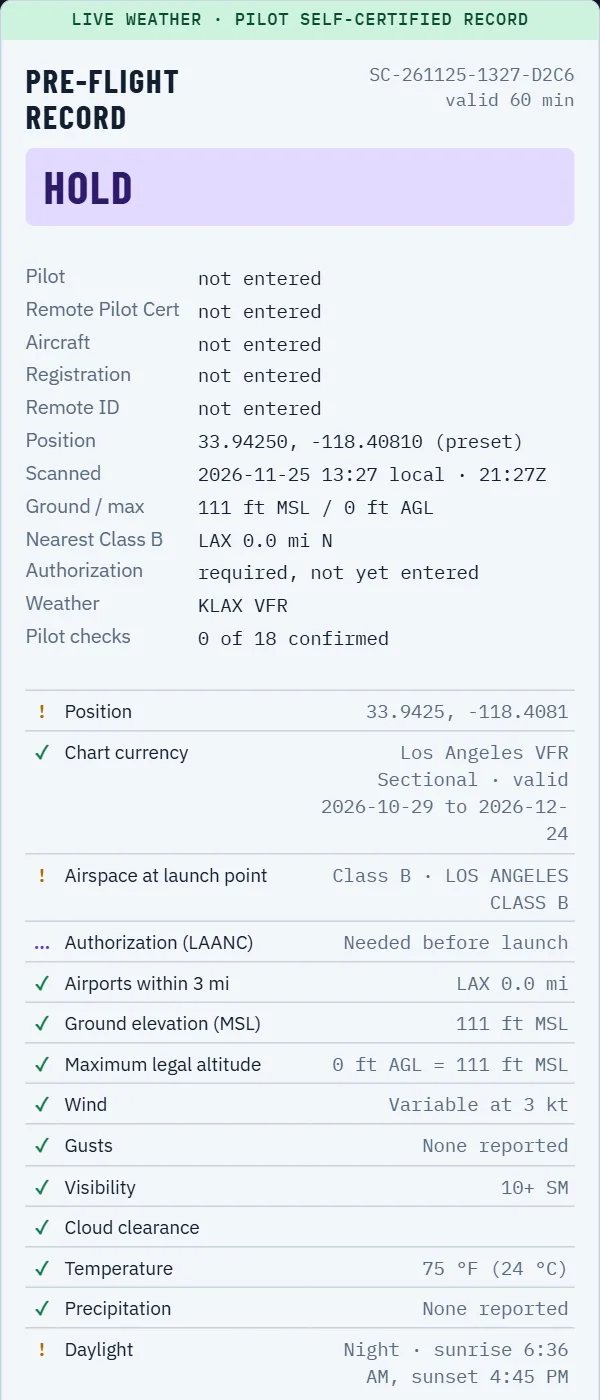 LIVE WEATHER · PILOT SELF-CERTIFIED RECORD
PRE-FLIGHT
RECORD
SC-261125-1327-D2C6
valid 60 min
HOLD
Pilot not entered
Remote Pilot Cert not entered
Aircraft not entered
Registration not entered
Remote ID not entered
Position 33.94250, -118.40810 (preset)
Scanned 2026-11-25 13:27 local · 21:27Z
Ground / max 111 ft MSL / 0 ft AGL
Nearest Class B LAX 0.0 mi N
Authorization required, not yet entered
Weather KLAX VFR
Pilot checks 0 of 18 confirmed
! Position 33.9425, -118.4081
✓ Chart currency Los Angeles VFR
Sectional · valid
2026-10-29 to 2026-12-
24
! Airspace at launch point Class B · LOS ANGELES
CLASS B
… Authorization (LAANC) Needed before launch
✓ Airports within 3 mi LAX 0.0 mi
✓ Ground elevation (MSL) 111 ft MSL
✓ Maximum legal altitude 0 ft AGL = 111 ft MSL
✓ Wind Variable at 3 kt
✓ Gusts None reported
✓ Visibility 10+ SM
✓ Cloud clearance
✓ Temperature 75 °F (24 °C)
✓ Precipitation None reported
! Daylight Night · sunrise 6:36
AM, sunset 4:45 PM